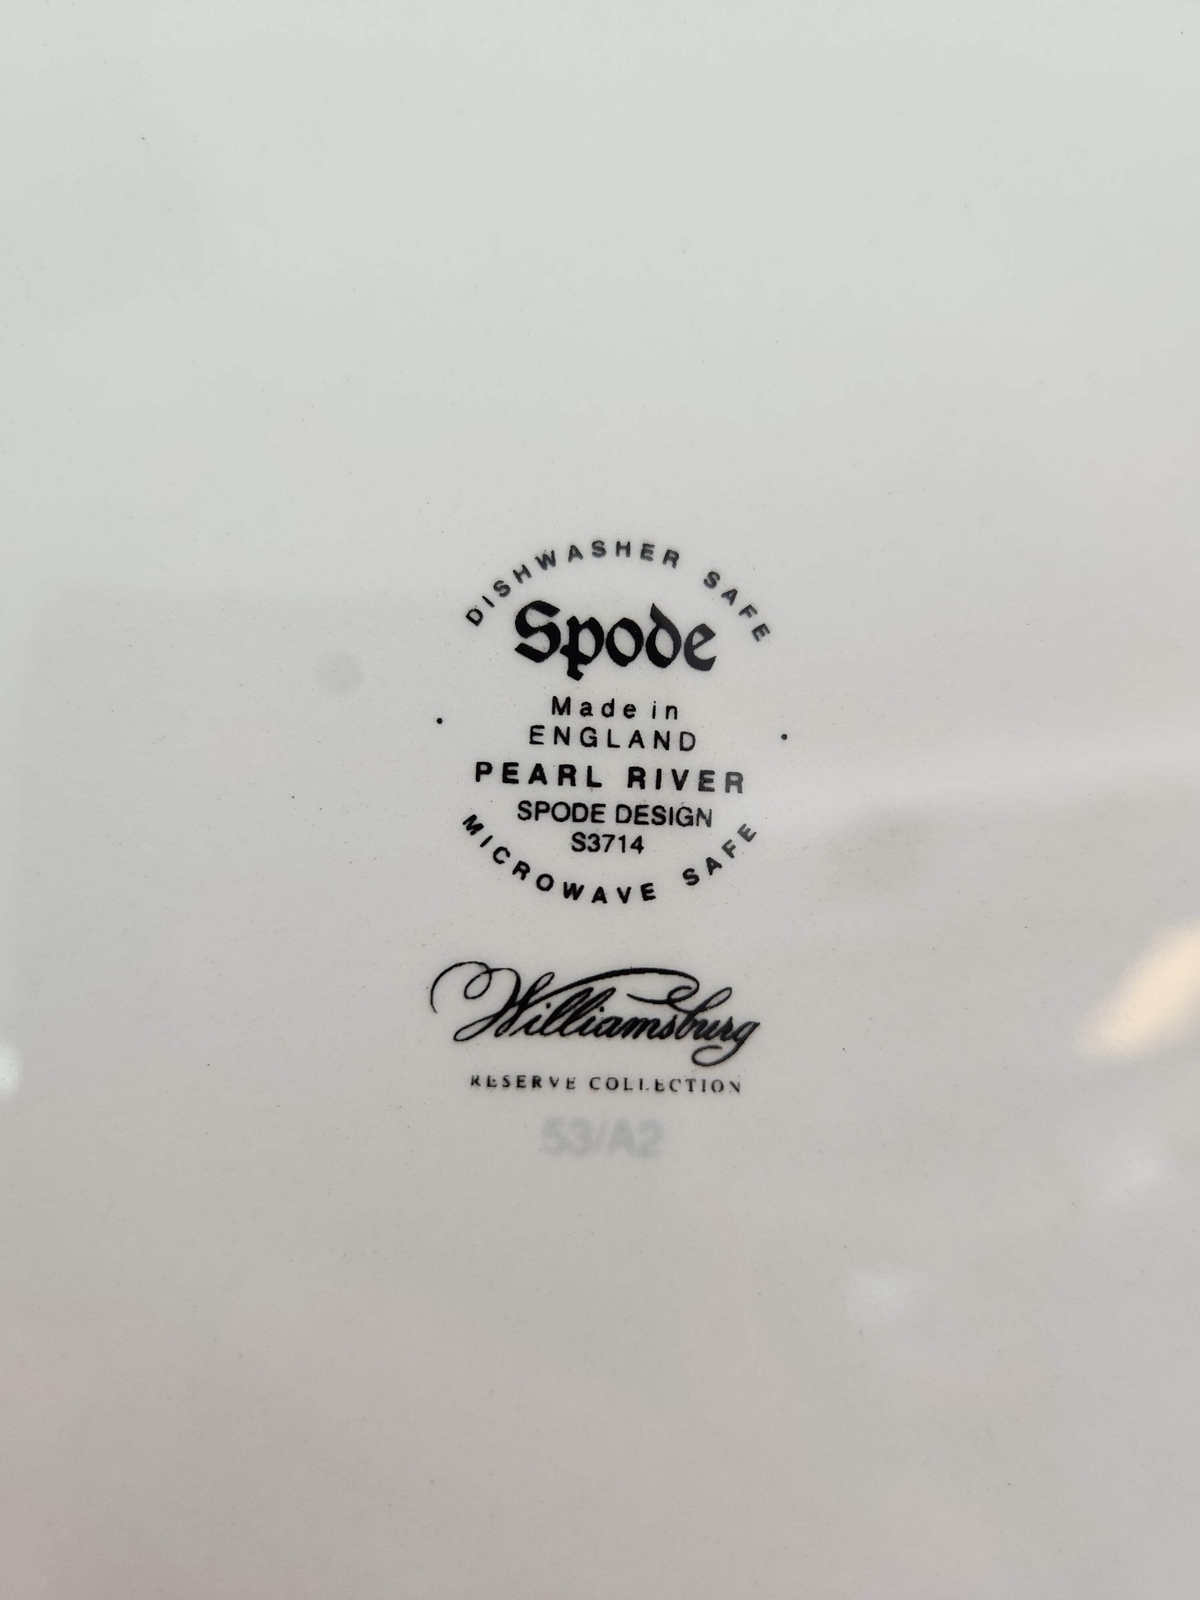 DISHWASHER SAFE
Spode
Made in
ENGLAND
PEARL RIVER
SPODE DESIGN
S3714
MICROWAVE SAFE
Williamsburg
RESERVE COLLECTION
53/A2